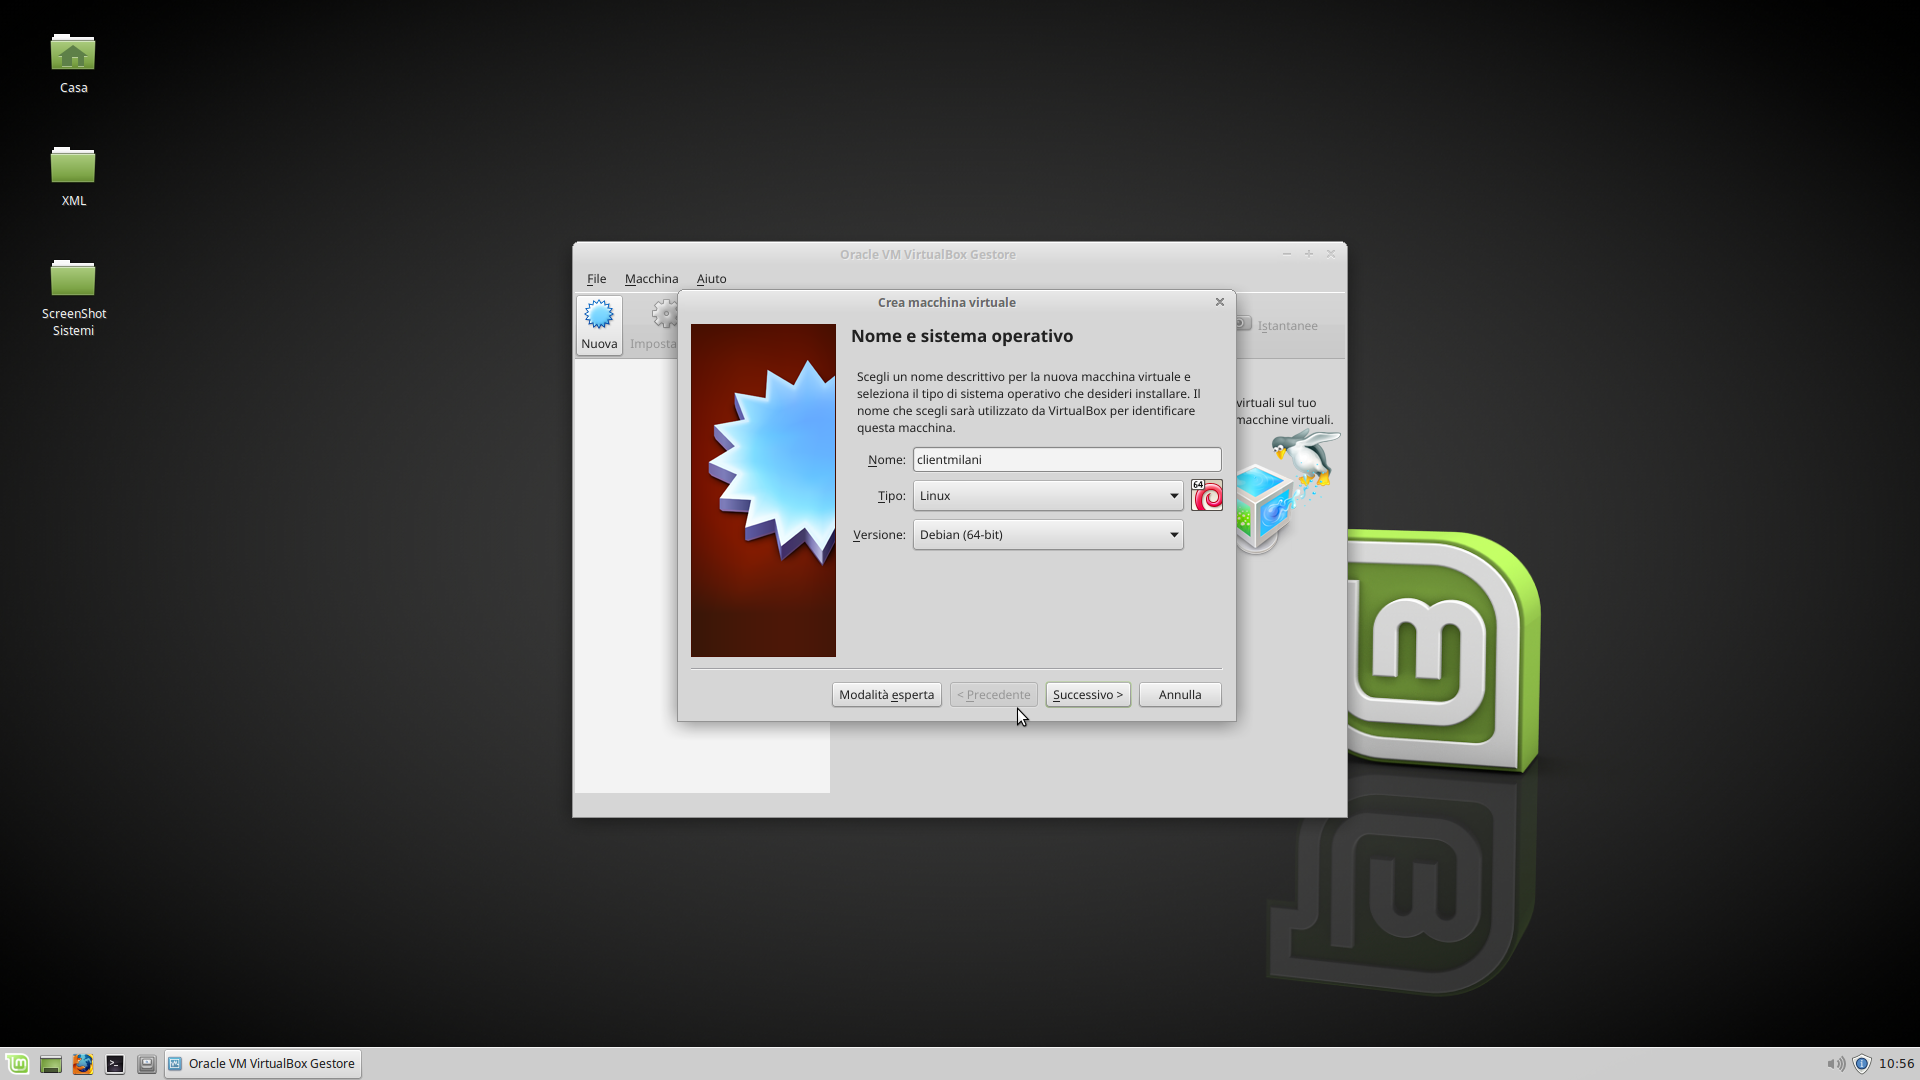 Casa
XML
ScreenShot
Sistemi
Oracle VM VirtualBox Gestore
File Macchina Aiuto
Nuova
Imposta
Istantanee
virtuali sul tuo
macchine virtuali.
Crea macchina virtuale
Nome e sistema operativo
Scegli un nome descrittivo per la nuova macchina virtuale e
seleziona il tipo di sistema operativo che desideri installare. Il
nome che scegli sarà utilizzato da VirtualBox per identificare
questa macchina.
Nome: clientmilani
Tipo: Linux
64
Versione: Debian (64-bit)
Modalità esperta < Precedente Successivo > Annulla
Oracle VM VirtualBox Gestore
10:56